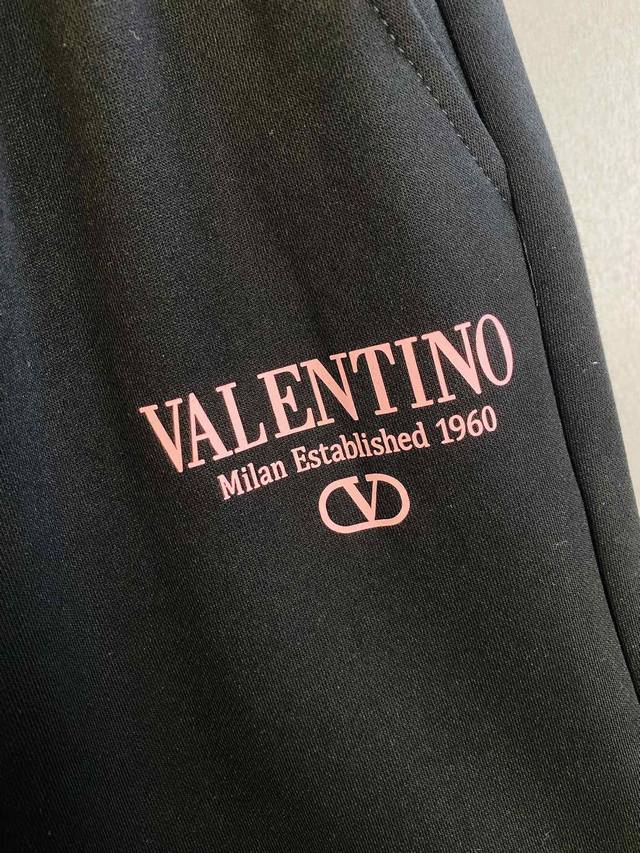 VALENTINO
Milan Established 1960
V